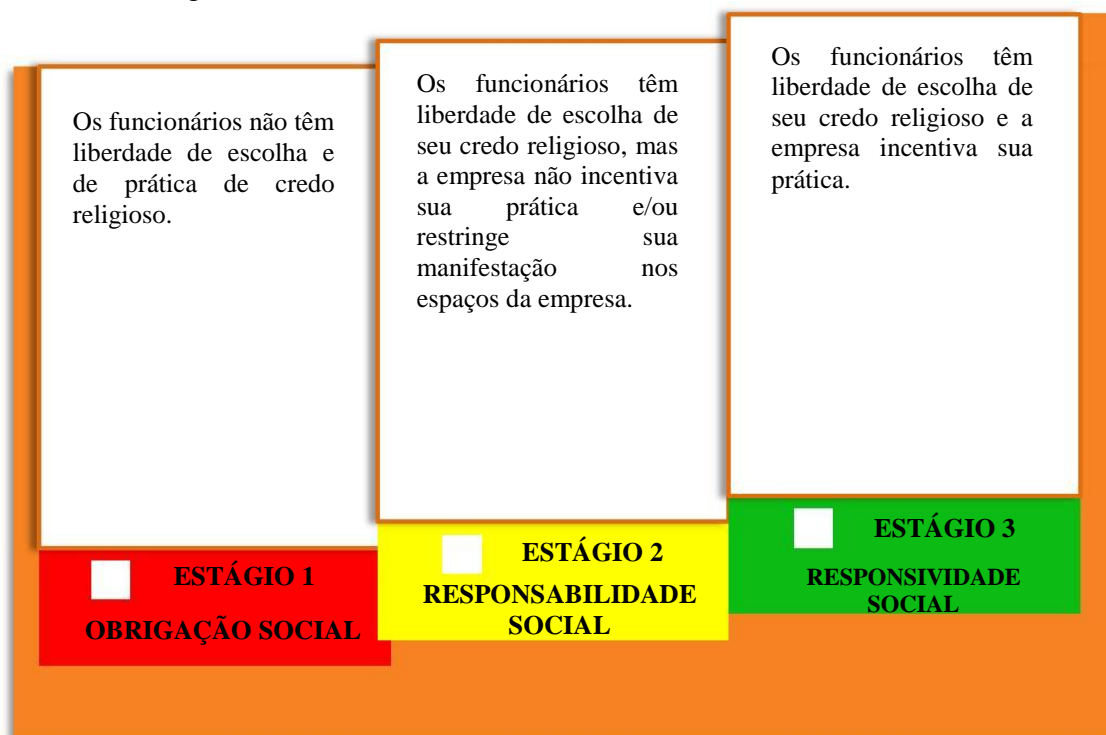 Os funcionários não têm
liberdade de escolha e
de prática de credo
religioso.
ESTÁGIO 1
OBRIGAÇÃO SOCIAL
Os funcionários têm
liberdade de escolha de
seu credo religioso, mas
a empresa não incentiva
sua prática e/ou
restringe sua
manifestação nos
espaços da empresa.
ESTÁGIO 2
RESPONSABILIDADE
SOCIAL
Os funcionários têm
liberdade de escolha de
seu credo religioso e a
empresa incentiva sua
prática.
ESTÁGIO 3
RESPONSIVIDADE
SOCIAL